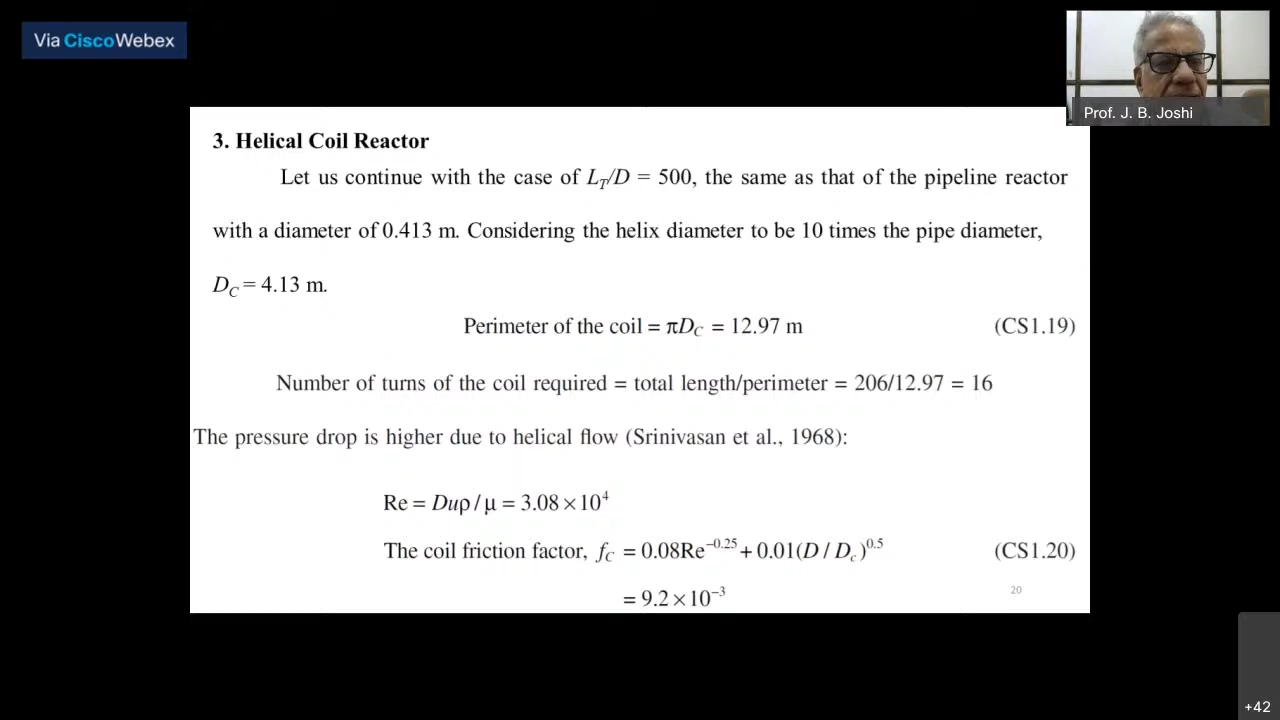 Via CiscoWebex
Prof. J. B. Joshi
3. Helical Coil Reactor
Let us continue with the case of L_T/D = 500, the same as that of the pipeline reactor
with a diameter of 0.413 m. Considering the helix diameter to be 10 times the pipe diameter,
D_C = 4.13 m.
Perimeter of the coil = πD_C = 12.97 m (CS1.19)
Number of turns of the coil required = total length/perimeter = 206/12.97 = 16
The pressure drop is higher due to helical flow (Srinivasan et al., 1968):
Re = Duρ / μ = 3.08 × 10⁴
The coil friction factor, f_C = 0.08Re^−0.25 + 0.01(D / D_c)^0.5 (CS1.20)
= 9.2 × 10⁻³
20
+42